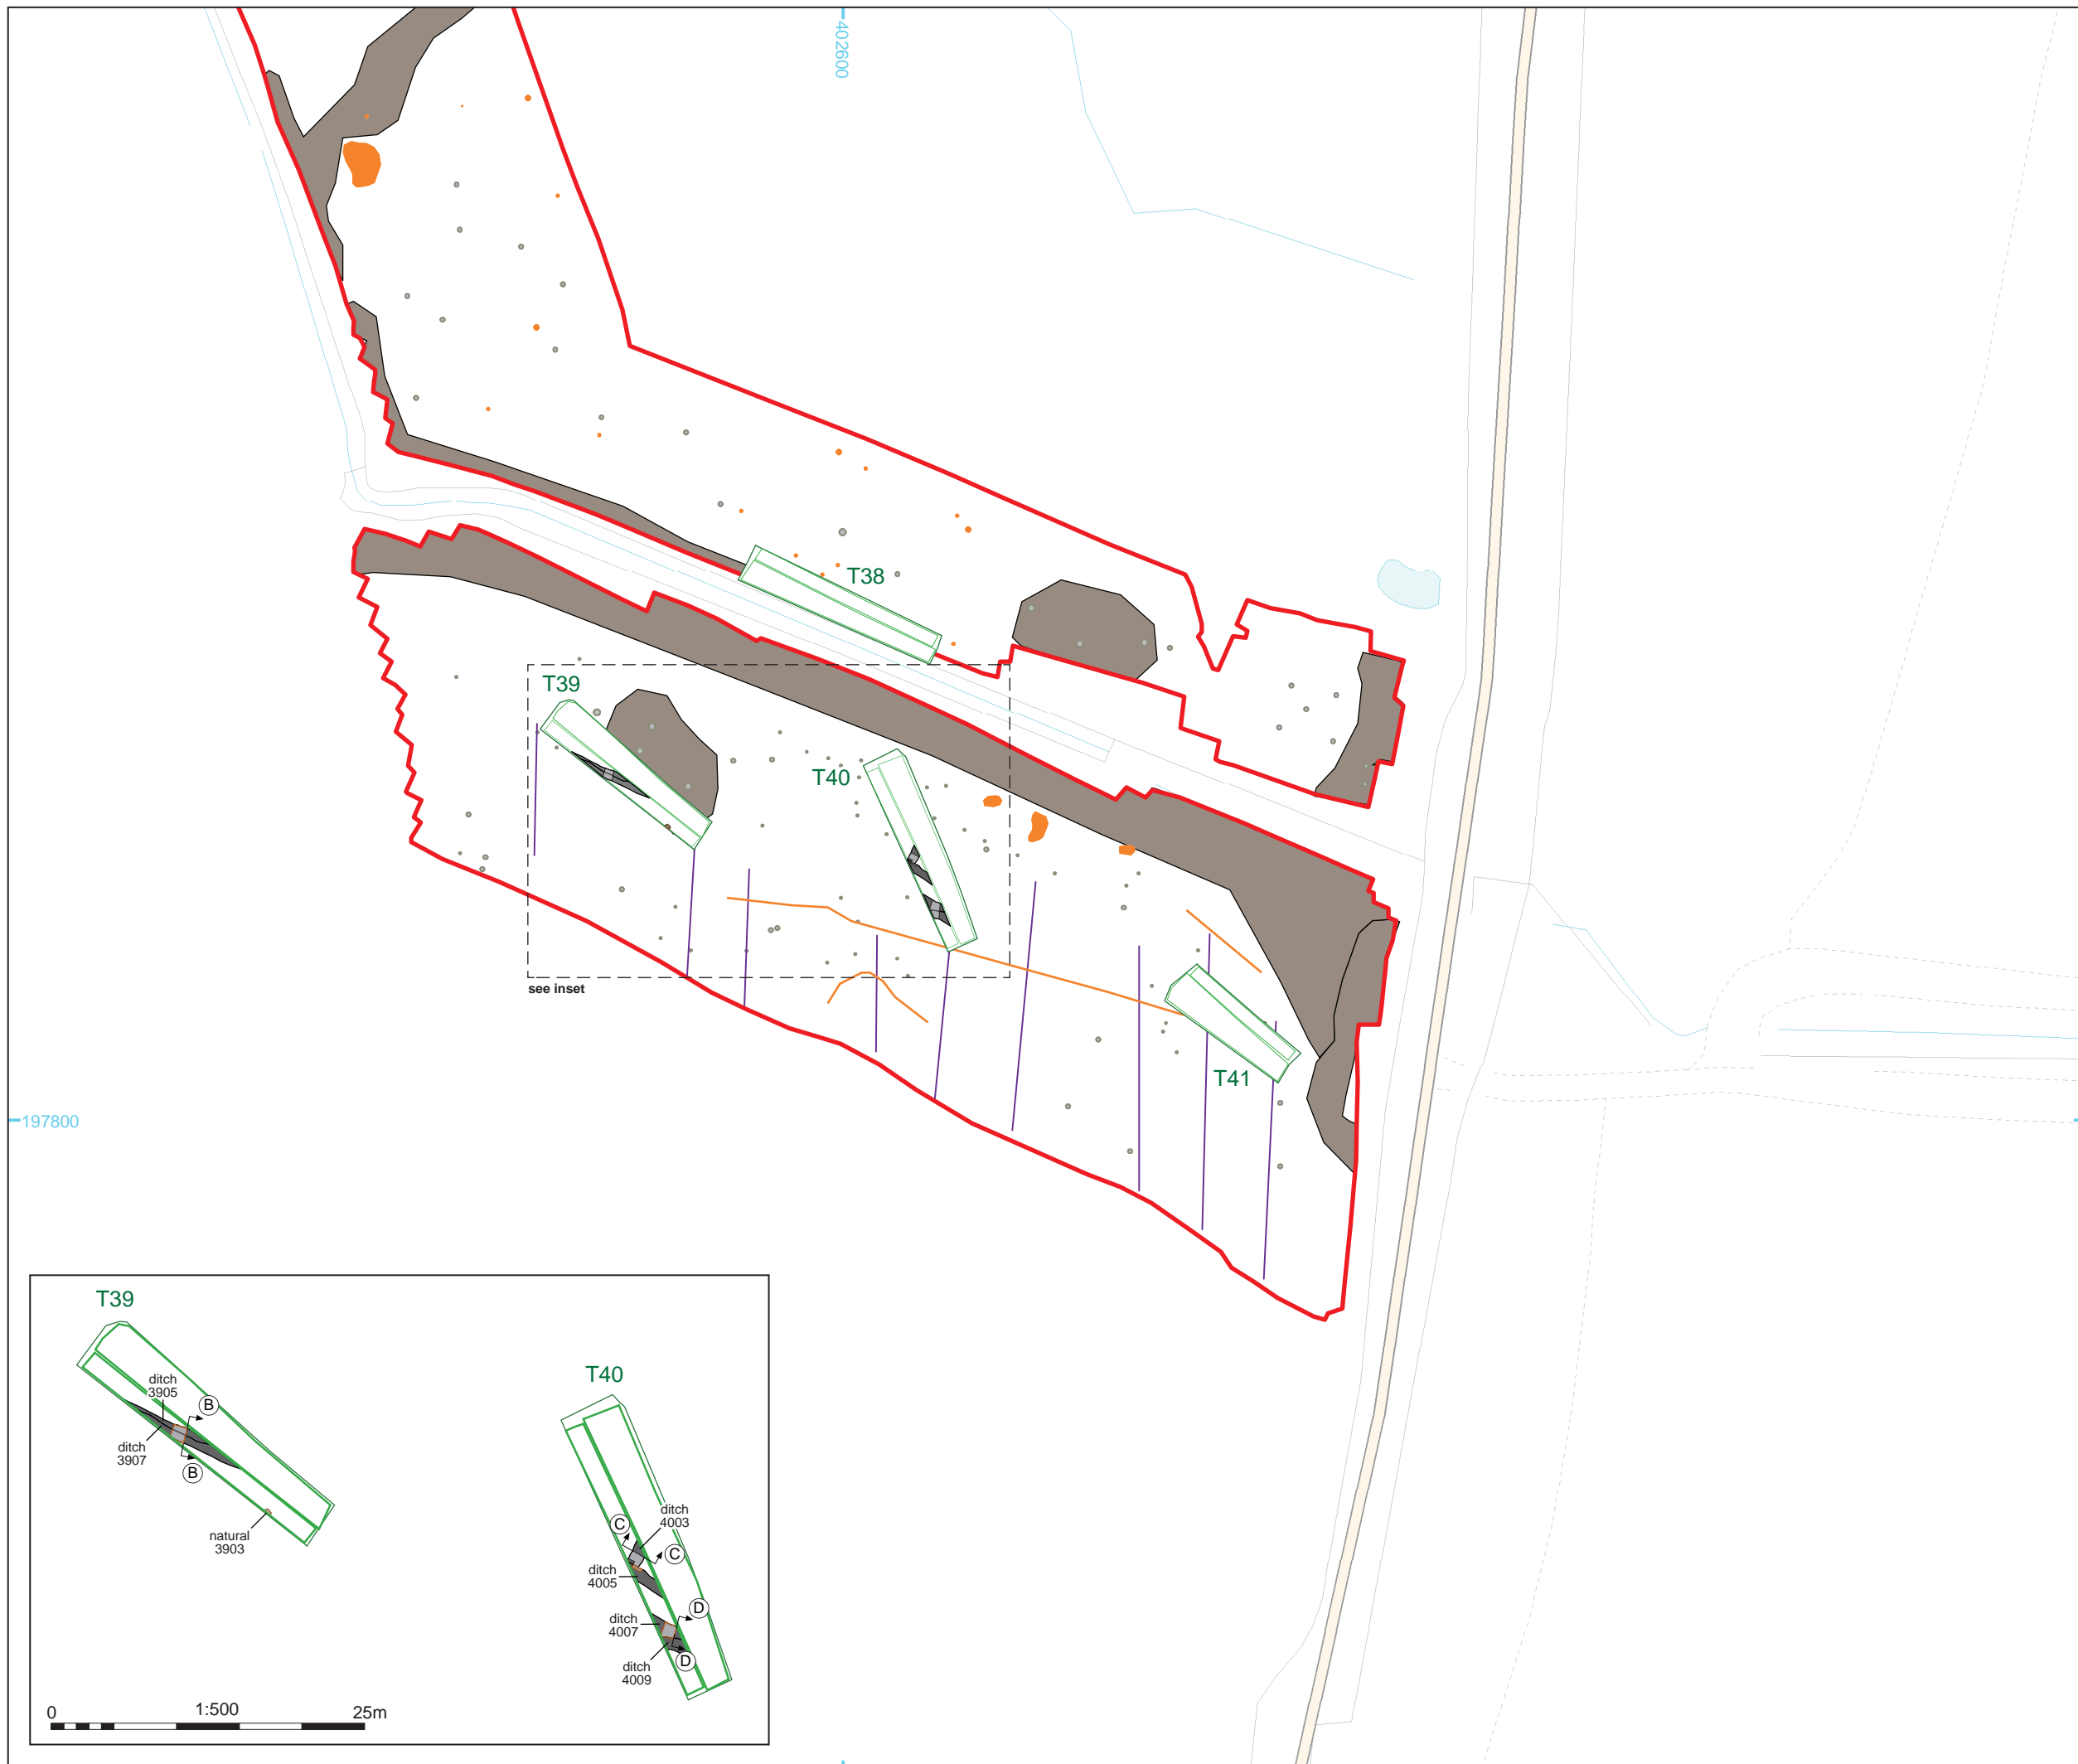 402600
T38
T39
T40
see inset
T41
197800
T39
ditch
3905
B
ditch
3907
B
natural
3903
T40
ditch
4003
C
C
ditch
4005
D
ditch
4007
D
ditch
4009
0
1:500
25m